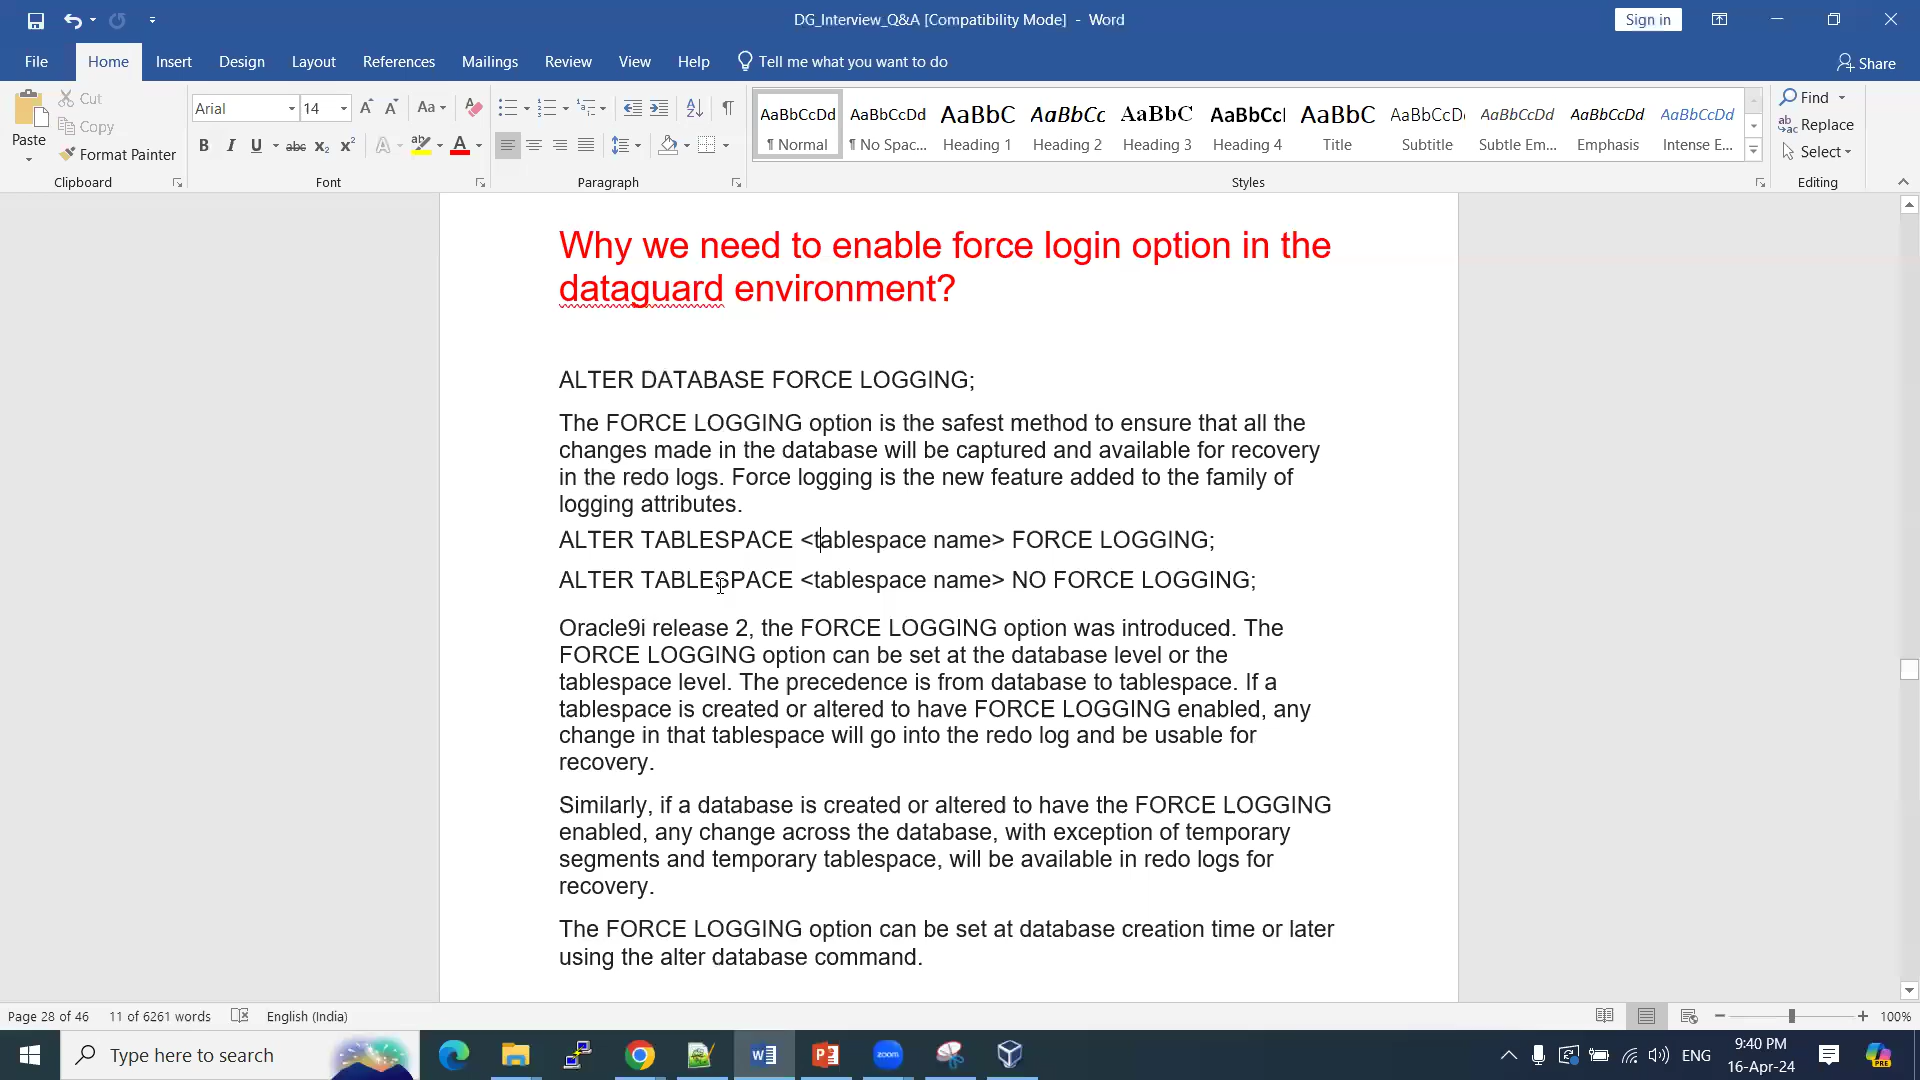 DG_Interview_Q&A [Compatibility Mode] - Word
Sign in
File Home Insert Design Layout References Mailings Review View Help Tell me what you want to do
Share
Paste
Cut
Copy
Format Painter
Clipboard
Arial 14
Aa
B I U abc x₂ x² A ab A
Font
Paragraph
AaBbCcDd ¶ Normal
AaBbCcDd ¶ No Spac...
AaBbC Heading 1
AaBbCc Heading 2
AaBbC Heading 3
AaBbCcI Heading 4
AaBbC Title
AaBbCcD Subtitle
AaBbCcDd Subtle Em...
AaBbCcDd Emphasis
AaBbCcDd Intense E...
Styles
Find
Replace
Select
Editing
Why we need to enable force login option in the
dataguard environment?
ALTER DATABASE FORCE LOGGING;
The FORCE LOGGING option is the safest method to ensure that all the
changes made in the database will be captured and available for recovery
in the redo logs. Force logging is the new feature added to the family of
logging attributes.
ALTER TABLESPACE <tablespace name> FORCE LOGGING;
ALTER TABLESPACE <tablespace name> NO FORCE LOGGING;
Oracle9i release 2, the FORCE LOGGING option was introduced. The
FORCE LOGGING option can be set at the database level or the
tablespace level. The precedence is from database to tablespace. If a
tablespace is created or altered to have FORCE LOGGING enabled, any
change in that tablespace will go into the redo log and be usable for
recovery.
Similarly, if a database is created or altered to have the FORCE LOGGING
enabled, any change across the database, with exception of temporary
segments and temporary tablespace, will be available in redo logs for
recovery.
The FORCE LOGGING option can be set at database creation time or later
using the alter database command.
Page 28 of 46 11 of 6261 words English (India)
100%
Type here to search
zoom
ENG
9:40 PM
16-Apr-24
PRE